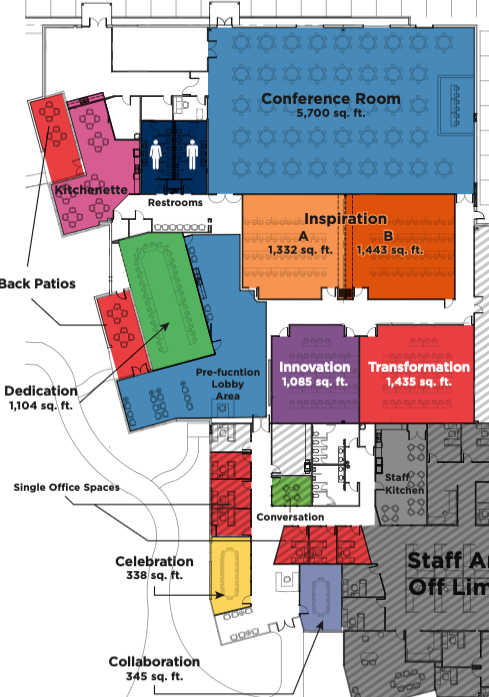 Conference Room
5,700 sq. ft.
Kitchenette
Restrooms
Inspiration
A
1,332 sq. ft.
B
1,443 sq. ft.
Back Patios
Innovation
1,085 sq. ft.
Transformation
1,435 sq. ft.
Pre-fucntion
Lobby
Area
Dedication
1,104 sq. ft.
Staff
Kitchen
Single Office Spaces
Conversation
Celebration
338 sq. ft.
Staff Ar
Off Lim
Collaboration
345 sq. ft.